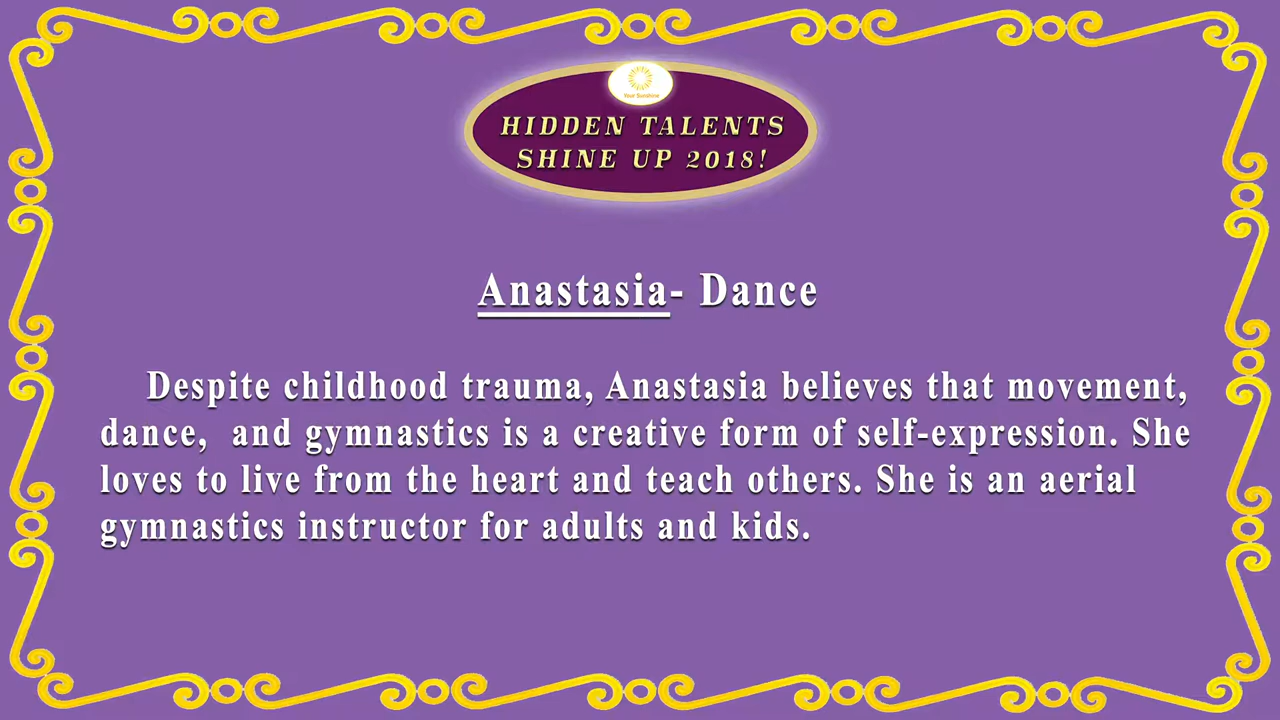 Your Sunshine
HIDDEN TALENTS
SHINE UP 2018!
Anastasia- Dance
Despite childhood trauma, Anastasia believes that movement,
dance,  and gymnastics is a creative form of self-expression. She
loves to live from the heart and teach others. She is an aerial
gymnastics instructor for adults and kids.